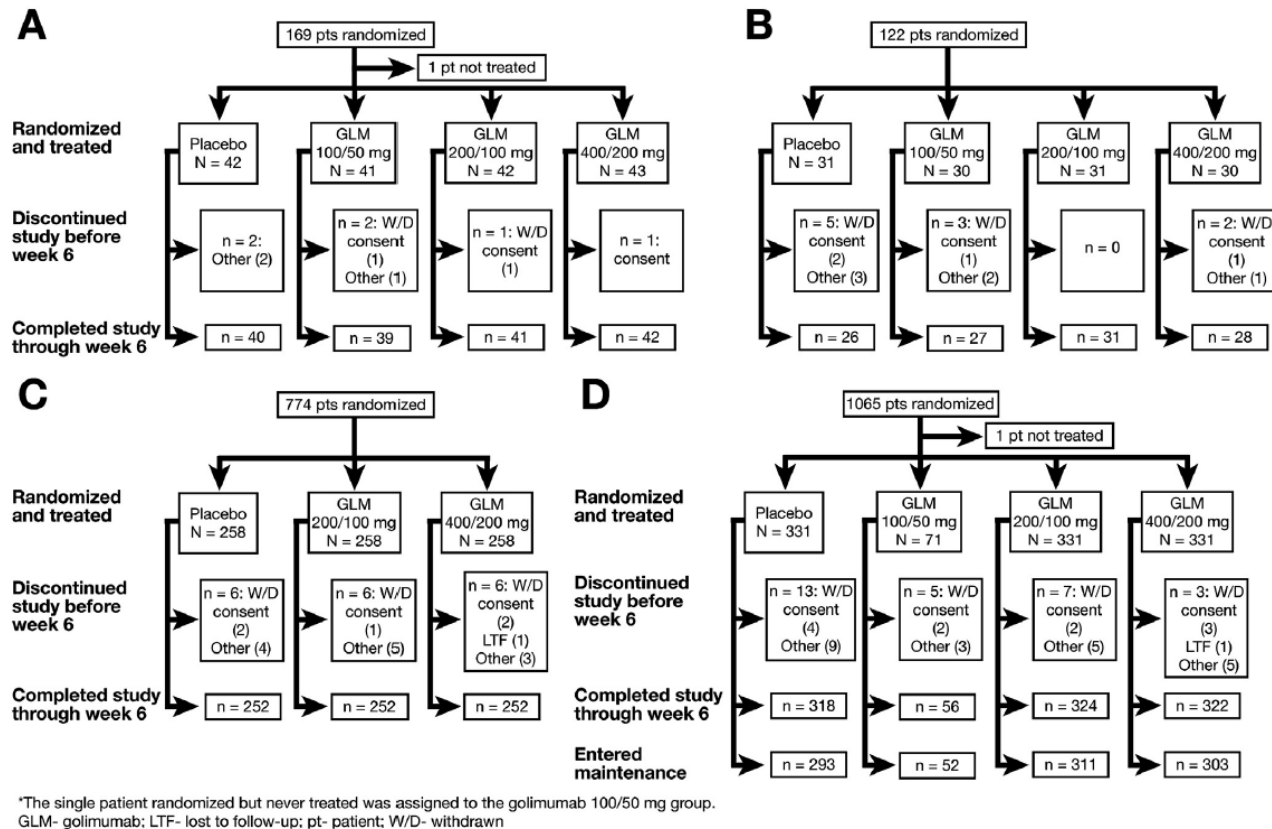 A
169 pts randomized
1 pt not treated
Randomized
and treated
Placebo
N = 42
GLM
100/50 mg
N = 41
GLM
200/100 mg
N = 42
GLM
400/200 mg
N = 43
Discontinued
study before
week 6
n = 2:
Other (2)
n = 2: W/D
consent
(1)
Other (1)
n = 1: W/D
consent
(1)
n = 1:
consent
Completed study
through week 6
n = 40
n = 39
n = 41
n = 42
B
122 pts randomized
Placebo
N = 31
GLM
100/50 mg
N = 30
GLM
200/100 mg
N = 31
GLM
400/200 mg
N = 30
n = 5: W/D
consent
(2)
Other (3)
n = 3: W/D
consent
(1)
Other (2)
n = 0
n = 2: W/D
consent
(1)
Other (1)
n = 26
n = 27
n = 31
n = 28
C
774 pts randomized
Randomized
and treated
Placebo
N = 258
GLM
200/100 mg
N = 258
GLM
400/200 mg
N = 258
Discontinued
study before
week 6
n = 6: W/D
consent
(2)
Other (4)
n = 6: W/D
consent
(1)
Other (5)
n = 6: W/D
consent
(2)
LTF (1)
Other (3)
Completed study
through week 6
n = 252
n = 252
n = 252
D
1065 pts randomized
1 pt not treated
Randomized
and treated
Placebo
N = 331
GLM
100/50 mg
N = 71
GLM
200/100 mg
N = 331
GLM
400/200 mg
N = 331
Discontinued
study before
week 6
n = 13: W/D
consent
(4)
Other (9)
n = 5: W/D
consent
(2)
Other (3)
n = 7: W/D
consent
(2)
Other (5)
n = 3: W/D
consent
(3)
LTF (1)
Other (5)
Completed study
through week 6
n = 318
n = 56
n = 324
n = 322
Entered
maintenance
n = 293
n = 52
n = 311
n = 303
*The single patient randomized but never treated was assigned to the golimumab 100/50 mg group.
GLM- golimumab; LTF- lost to follow-up; pt- patient; W/D- withdrawn